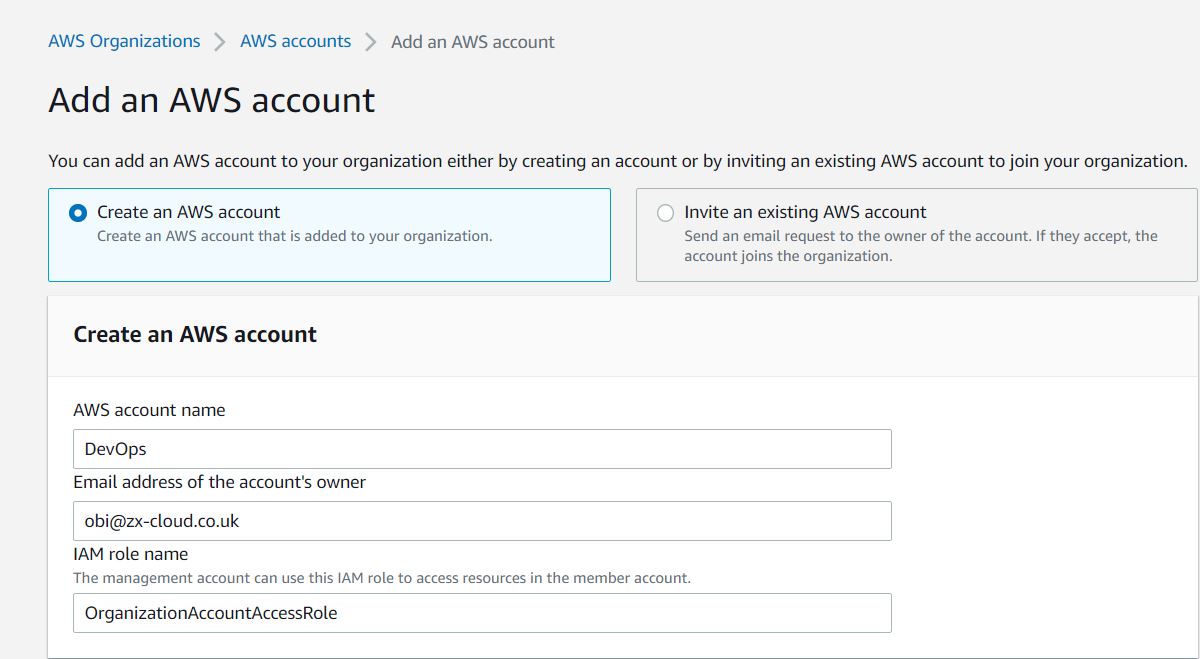 AWS Organizations > AWS accounts > Add an AWS account
Add an AWS account
You can add an AWS account to your organization either by creating an account or by inviting an existing AWS account to join your organization.
Create an AWS account
Create an AWS account that is added to your organization.
Invite an existing AWS account
Send an email request to the owner of the account. If they accept, the
account joins the organization.
Create an AWS account
AWS account name
DevOps
Email address of the account's owner
obi@zx-cloud.co.uk
IAM role name
The management account can use this IAM role to access resources in the member account.
OrganizationAccountAccessRole